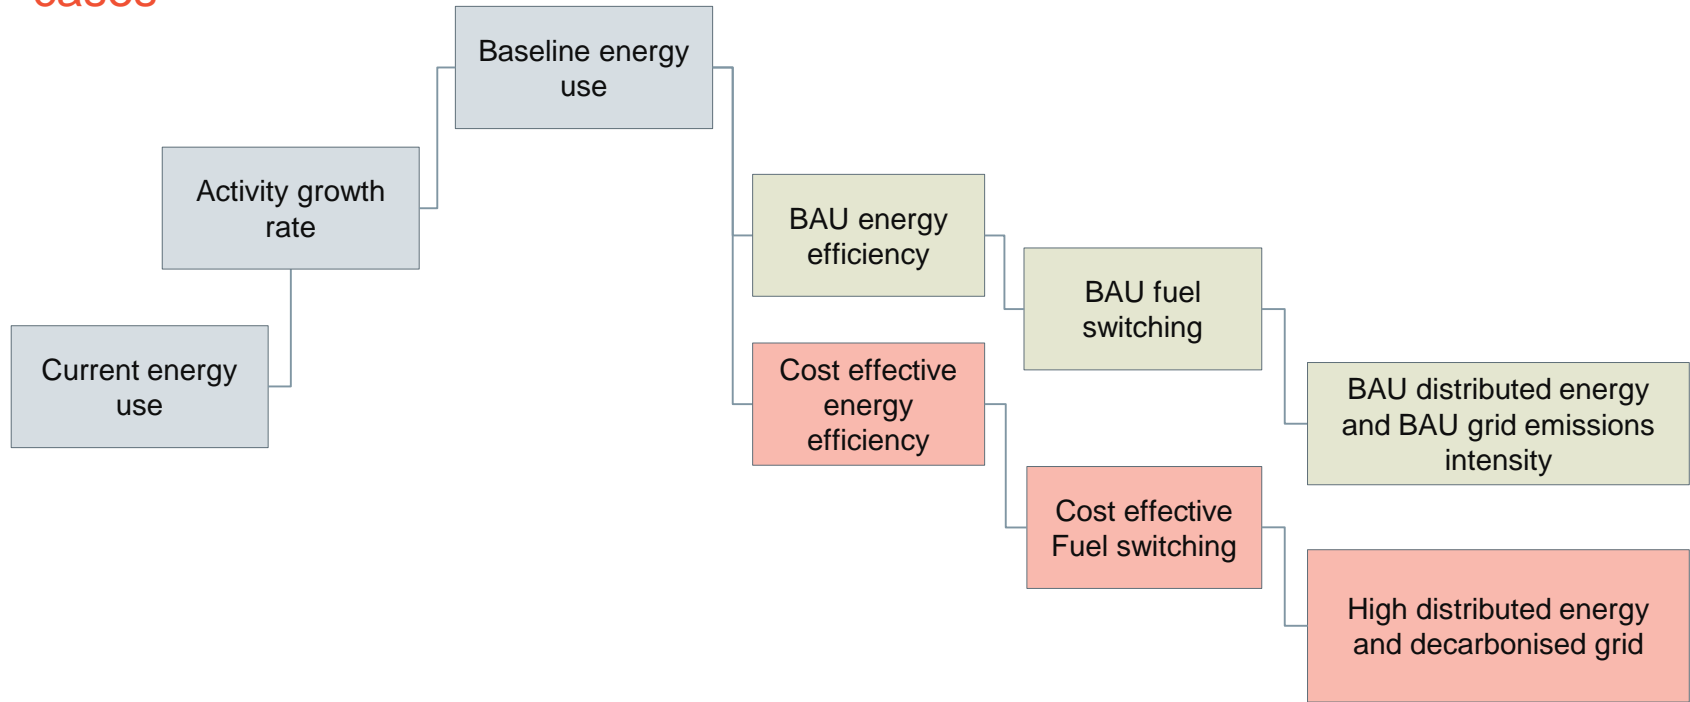 cases
Baseline energy
use
Activity growth
rate
Current energy
use
BAU energy
efficiency
BAU fuel
switching
BAU distributed energy
and BAU grid emissions
intensity
Cost effective
energy
efficiency
Cost effective
Fuel switching
High distributed energy
and decarbonised grid